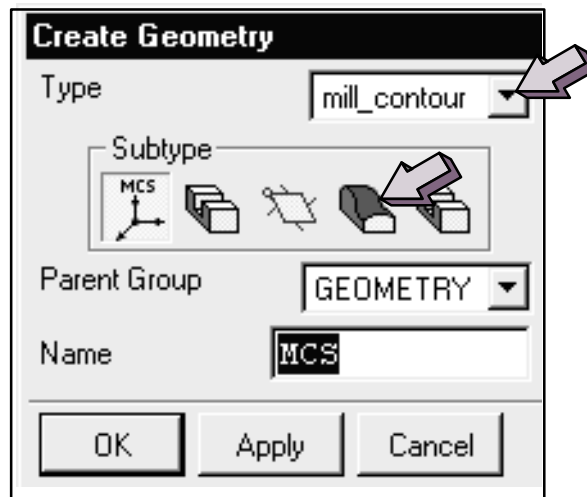 Create Geometry
Type mill_contour
Subtype
MCS
Parent Group GEOMETRY
Name MCS
OK Apply Cancel